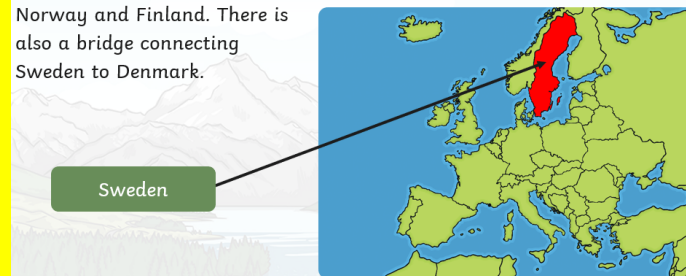 Norway and Finland. There is
also a bridge connecting
Sweden to Denmark.
Sweden